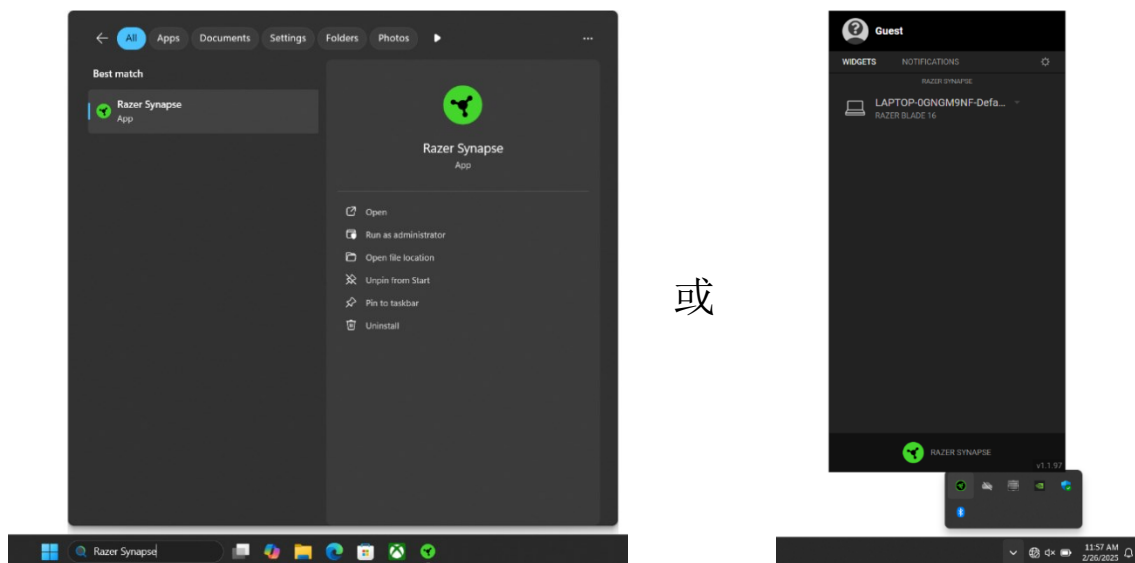 All Apps Documents Settings Folders Photos
Best match
Razer Synapse
App
Razer Synapse
App
Open
Run as administrator
Open file location
Unpin from Start
Pin to taskbar
Uninstall
Razer Synapse
或
Guest
WIDGETS NOTIFICATIONS
RAZER SYNAPSE
LAPTOP-0GNGM9NF-Defa...
RAZER BLADE 16
RAZER SYNAPSE
v1.1.97
11:57 AM
2/26/2025